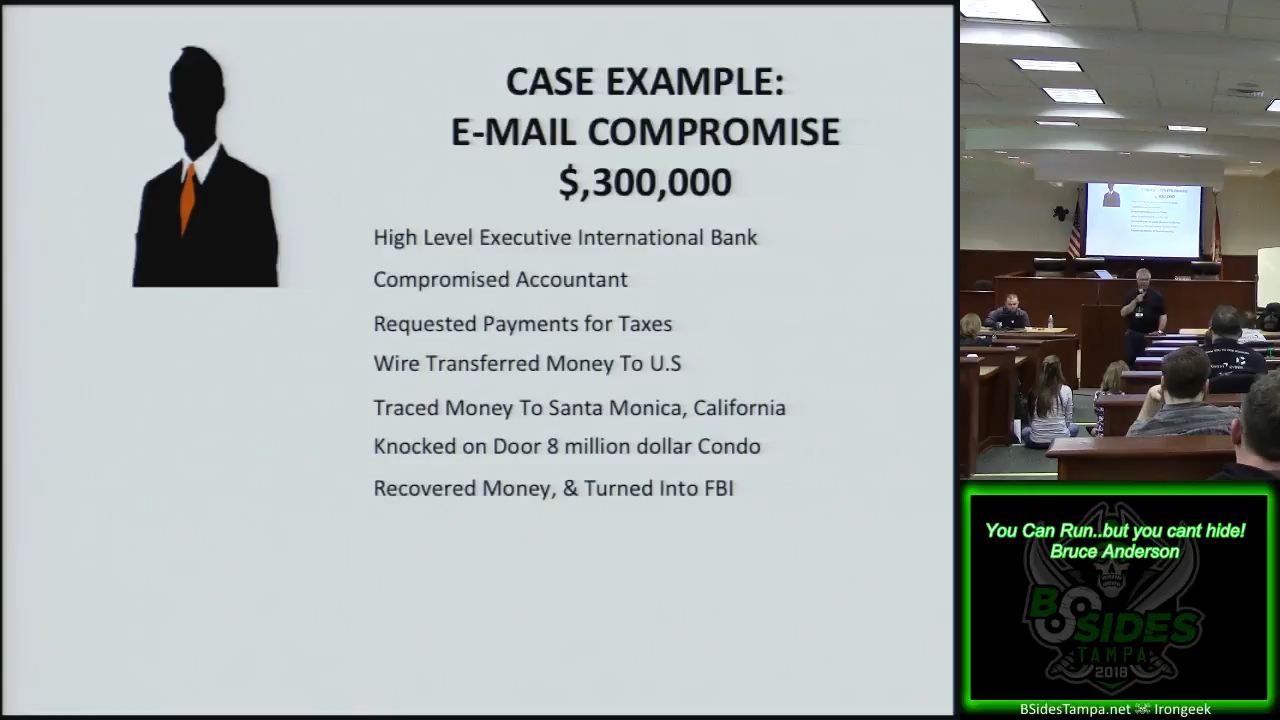 CASE EXAMPLE:
E-MAIL COMPROMISE
$,300,000
High Level Executive International Bank
Compromised Accountant
Requested Payments for Taxes
Wire Transferred Money To U.S
Traced Money To Santa Monica, California
Knocked on Door 8 million dollar Condo
Recovered Money, & Turned Into FBI
You Can Run..but you cant hide!
Bruce Anderson
BSIDES
TAMPA
2018
BSidesTampa.net Irongeek